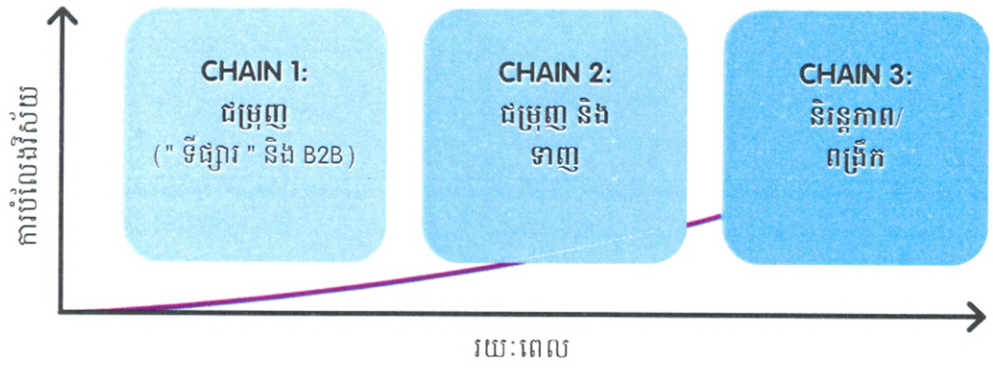 CHAIN 1:
ជម្រុញ
(" ទីផ្សារ " និង B2B)
CHAIN 2:
ជម្រុញ និង
ទាញ
CHAIN 3:
និរន្តភាព/
ពង្រឹក
ការបំលែងវិស័យ
រយៈពេល